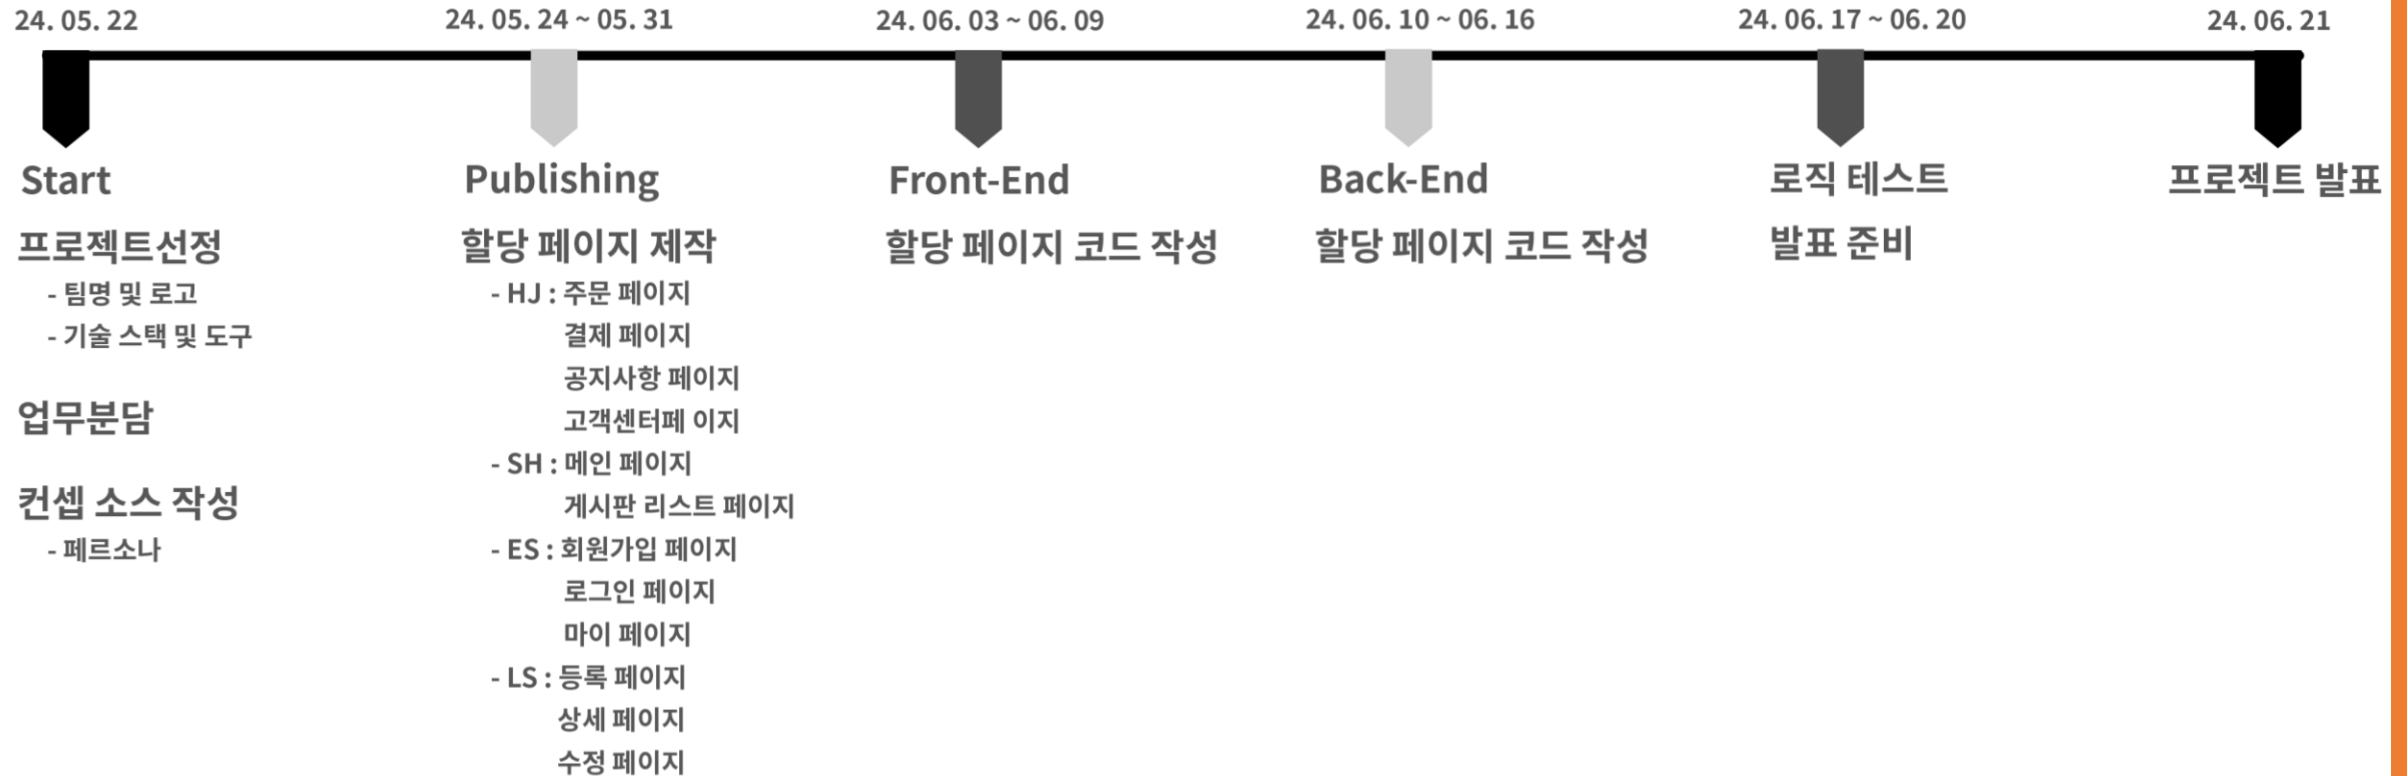 24. 05. 22
24. 05. 24 ~ 05. 31
24. 06. 03 ~ 06. 09
24. 06. 10 ~ 06. 16
24. 06. 17 ~ 06. 20
24. 06. 21
Start
프로젝트선정
- 팀명 및 로고
- 기술 스택 및 도구
업무분담
컨셉 소스 작성
- 페르소나
Publishing
할당 페이지 제작
- HJ : 주문 페이지
결제 페이지
공지사항 페이지
고객센터페 이지
- SH : 메인 페이지
게시판 리스트 페이지
- ES : 회원가입 페이지
로그인 페이지
마이 페이지
- LS : 등록 페이지
상세 페이지
수정 페이지
Front-End
할당 페이지 코드 작성
Back-End
할당 페이지 코드 작성
로직 테스트
발표 준비
프로젝트 발표